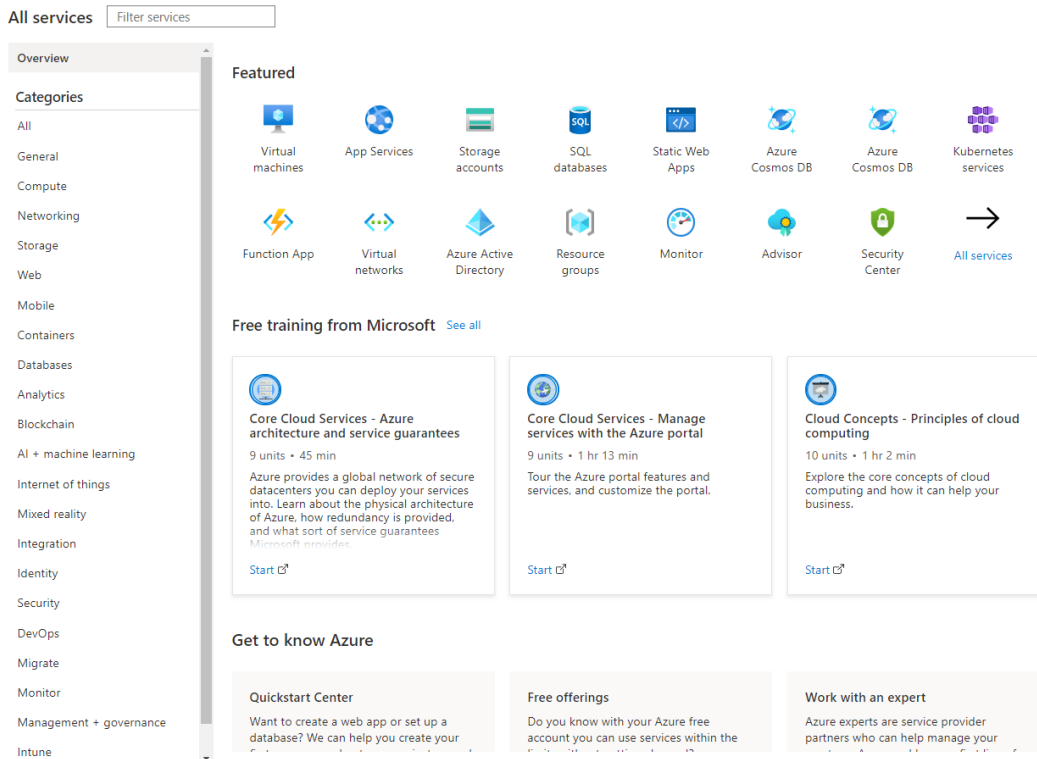 All services
Filter services
Overview
Categories
All
General
Compute
Networking
Storage
Web
Mobile
Containers
Databases
Analytics
Blockchain
AI + machine learning
Internet of things
Mixed reality
Integration
Identity
Security
DevOps
Migrate
Monitor
Management + governance
Intune
Featured
Virtual
machines
App Services
Storage
accounts
SQL
SQL
databases
Static Web
Apps
Azure
Cosmos DB
Azure
Cosmos DB
Kubernetes
services
Function App
Virtual
networks
Azure Active
Directory
Resource
groups
Monitor
Advisor
Security
Center
All services
Free training from Microsoft See all
Core Cloud Services - Azure
architecture and service guarantees
9 units • 45 min
Azure provides a global network of secure
datacenters you can deploy your services
into. Learn about the physical architecture
of Azure, how redundancy is provided,
and what sort of service guarantees
Microsoft provides.
Start
Core Cloud Services - Manage
services with the Azure portal
9 units • 1 hr 13 min
Tour the Azure portal features and
services, and customize the portal.
Start
Cloud Concepts - Principles of cloud
computing
10 units • 1 hr 2 min
Explore the core concepts of cloud
computing and how it can help your
business.
Start
Get to know Azure
Quickstart Center
Want to create a web app or set up a
database? We can help you create your
Free offerings
Do you know with your Azure free
account you can use services within the
Work with an expert
Azure experts are service provider
partners who can help manage your